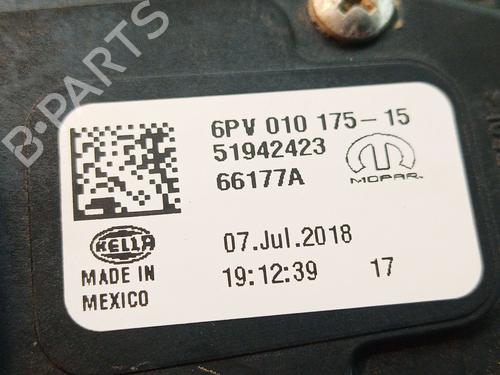 B-PARTS
6PV 010 175-15
51942423
66177A
MOPAR
HELLA
07.Jul.2018
MADE IN
MEXICO
19:12:39 17